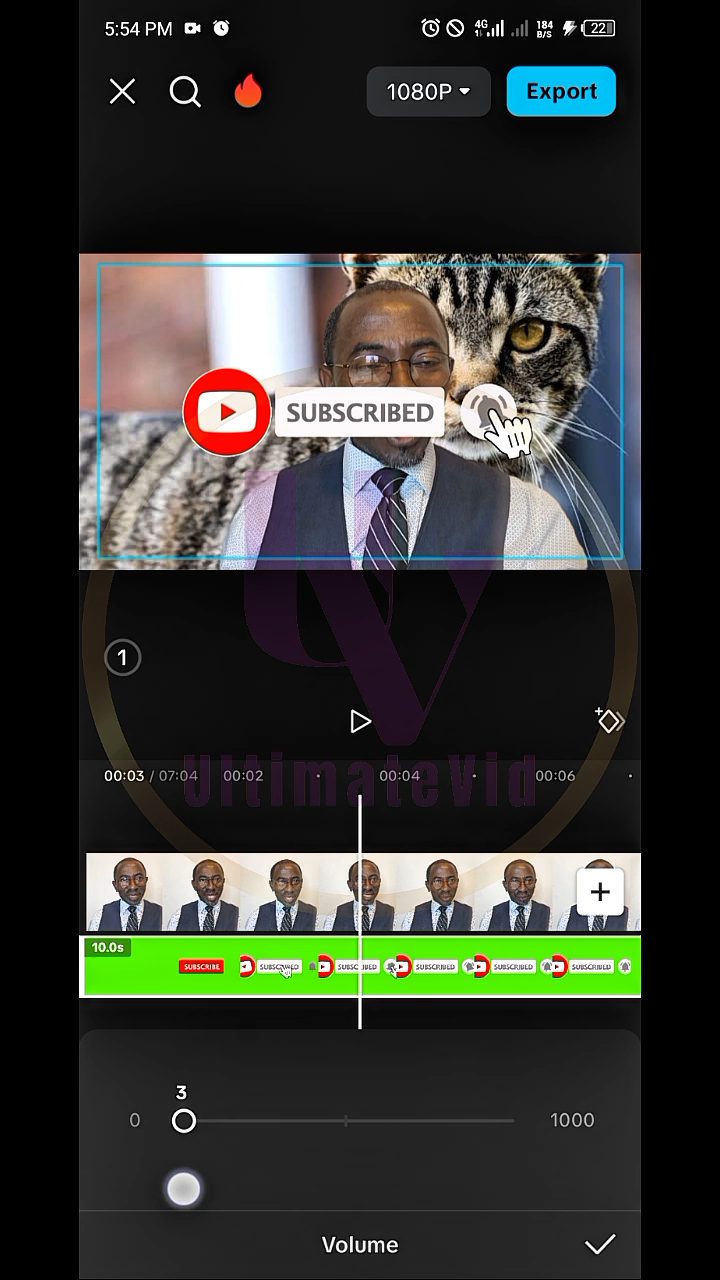 5:54 PM 4G 184 B/S 22
1080P Export
SUBSCRIBED
1
00:03 / 07:04 00:02 00:04 00:06
UltimateVid
10.0s
SUBSCRIBE SUBSCRIBED SUBSCRIBED SUBSCRIBED SUBSCRIBED SUBSCRIBED
3
0 1000
Volume